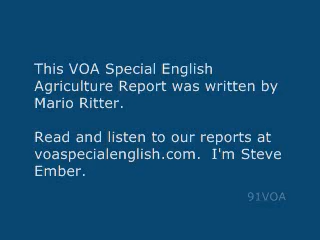 This VOA Special English
Agriculture Report was written by
Mario Ritter.
Read and listen to our reports at
voaspecialenglish.com.  I'm Steve
Ember.
91VOA